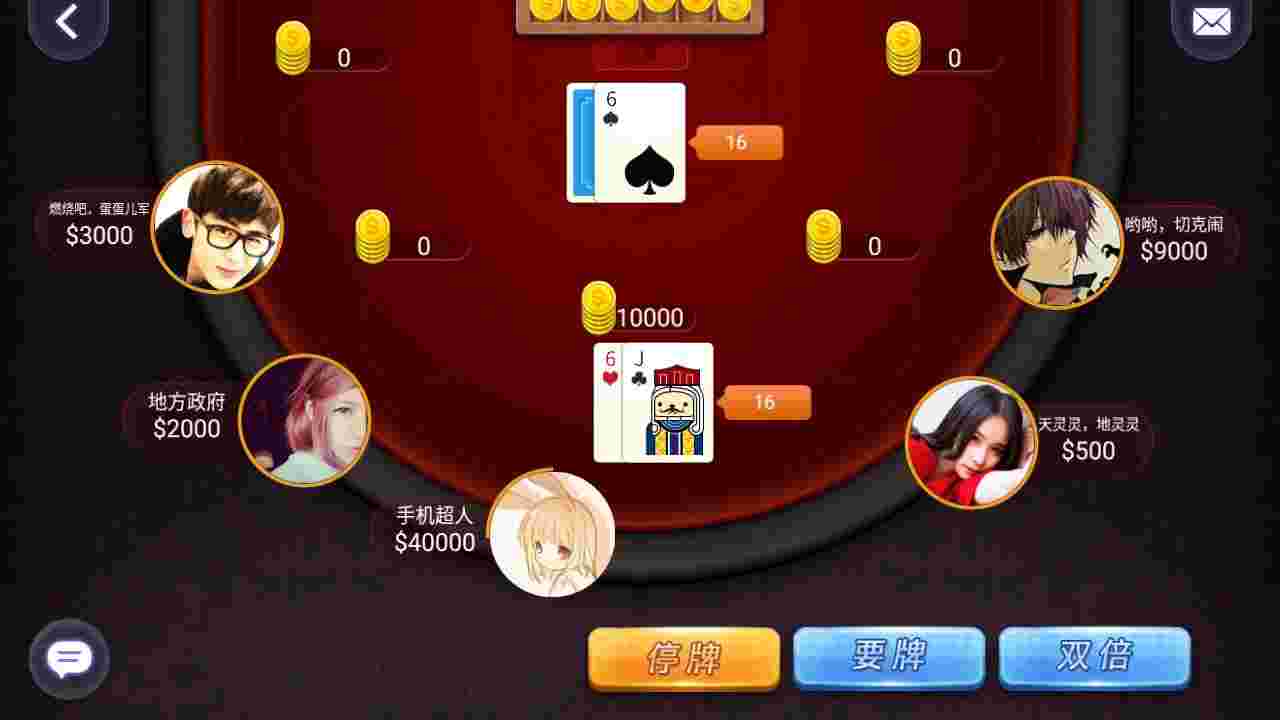 0
0
6
16
燃烧吧，蛋蛋儿军
$3000
哟哟，切克闹
$9000
0
0
10000
6 J
16
地方政府
$2000
天灵灵，地灵灵
$500
手机超人
$40000
停牌 要牌 双倍